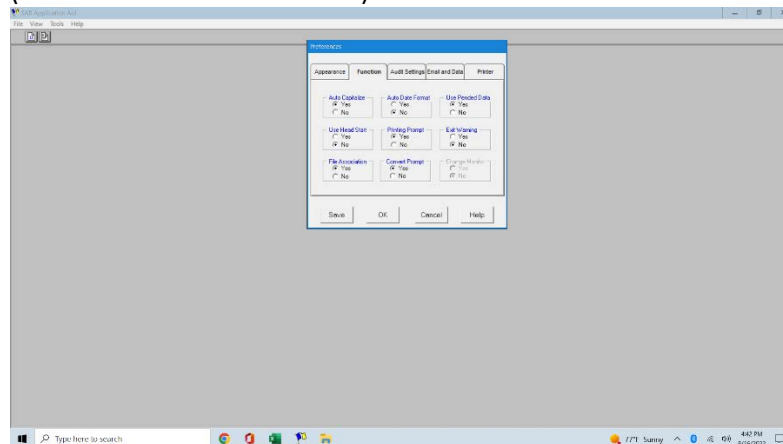 Application Aid
File View Tools Help
Preferences
Appearance Function Audit Settings Email and Data Printer
Auto Capitalize Auto Date Format Use Pended Data
Yes Yes Yes
No No No
Use Head Start Printing Prompt Exit Warning
Yes Yes Yes
No No No
File Association Convert Prompt Change Monitor
Yes Yes Yes
No No No
Save OK Cancel Help
Type here to search
77°F Sunny
4:42 PM